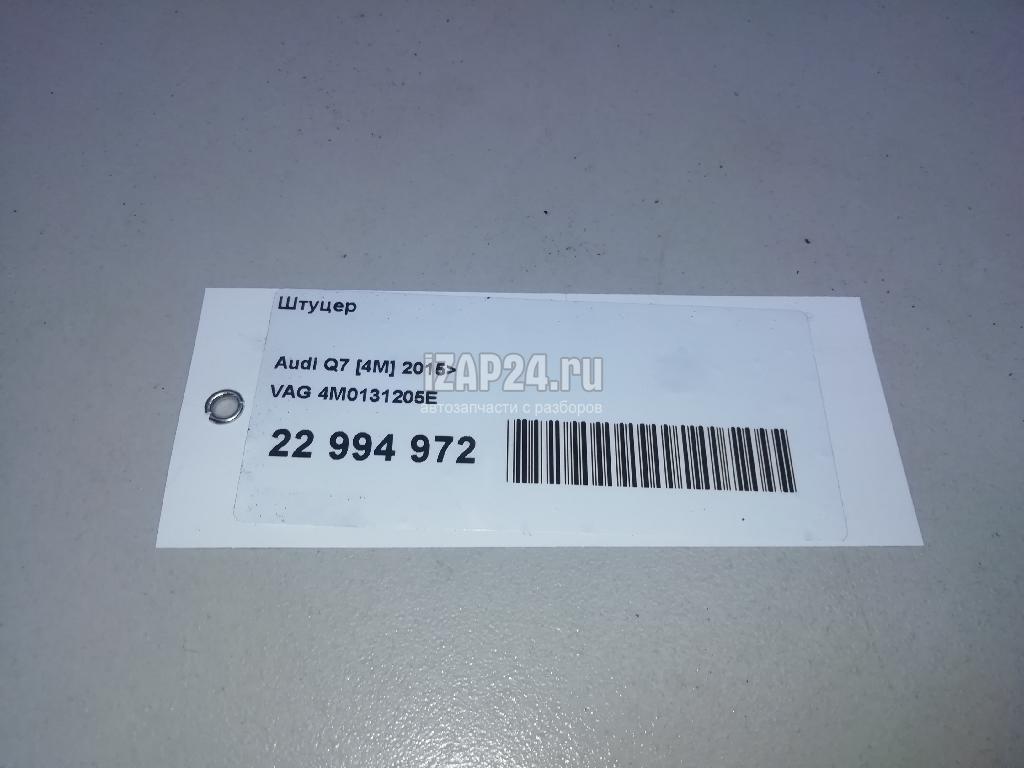 Штуцер
Audi Q7 [4M] 2015>
VAG 4M0131205E
22 994 972
iZAP24.ru
автозапчасти с разборов